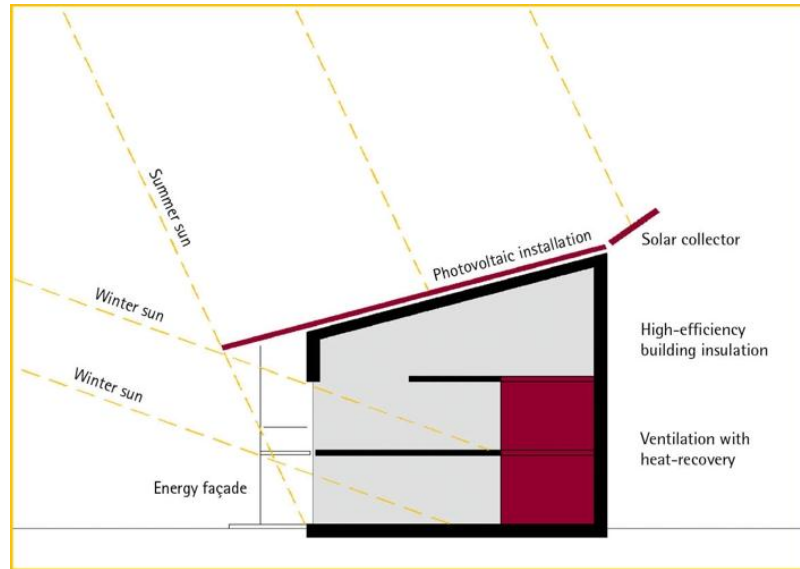 Summer sun
Photovoltaic installation
Solar collector
Winter sun
High-efficiency
building insulation
Winter sun
Ventilation with
heat-recovery
Energy façade